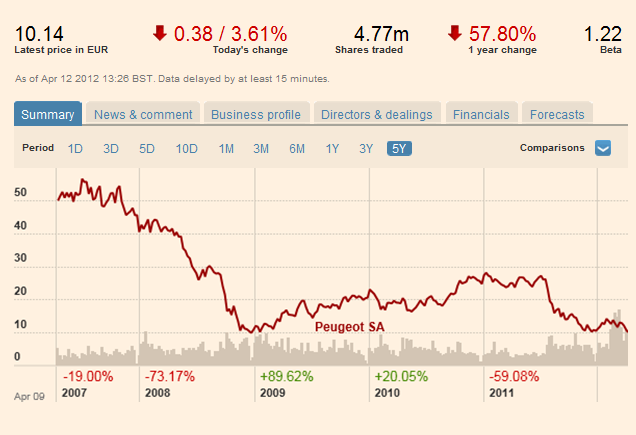 10.14 0.38 / 3.61% 4.77m 57.80% 1.22
Latest price in EUR Today's change Shares traded 1 year change Beta
As of Apr 12 2012 13:26 BST. Data delayed by at least 15 minutes.
Summary News & comment Business profile Directors & dealings Financials Forecasts
Period 1D 3D 5D 10D 1M 3M 6M 1Y 3Y 5Y Comparisons
50
40
30
20
10
Peugeot SA
0
-19.00% -73.17% +89.62% +20.05% -59.08%
Apr 09 2007 2008 2009 2010 2011